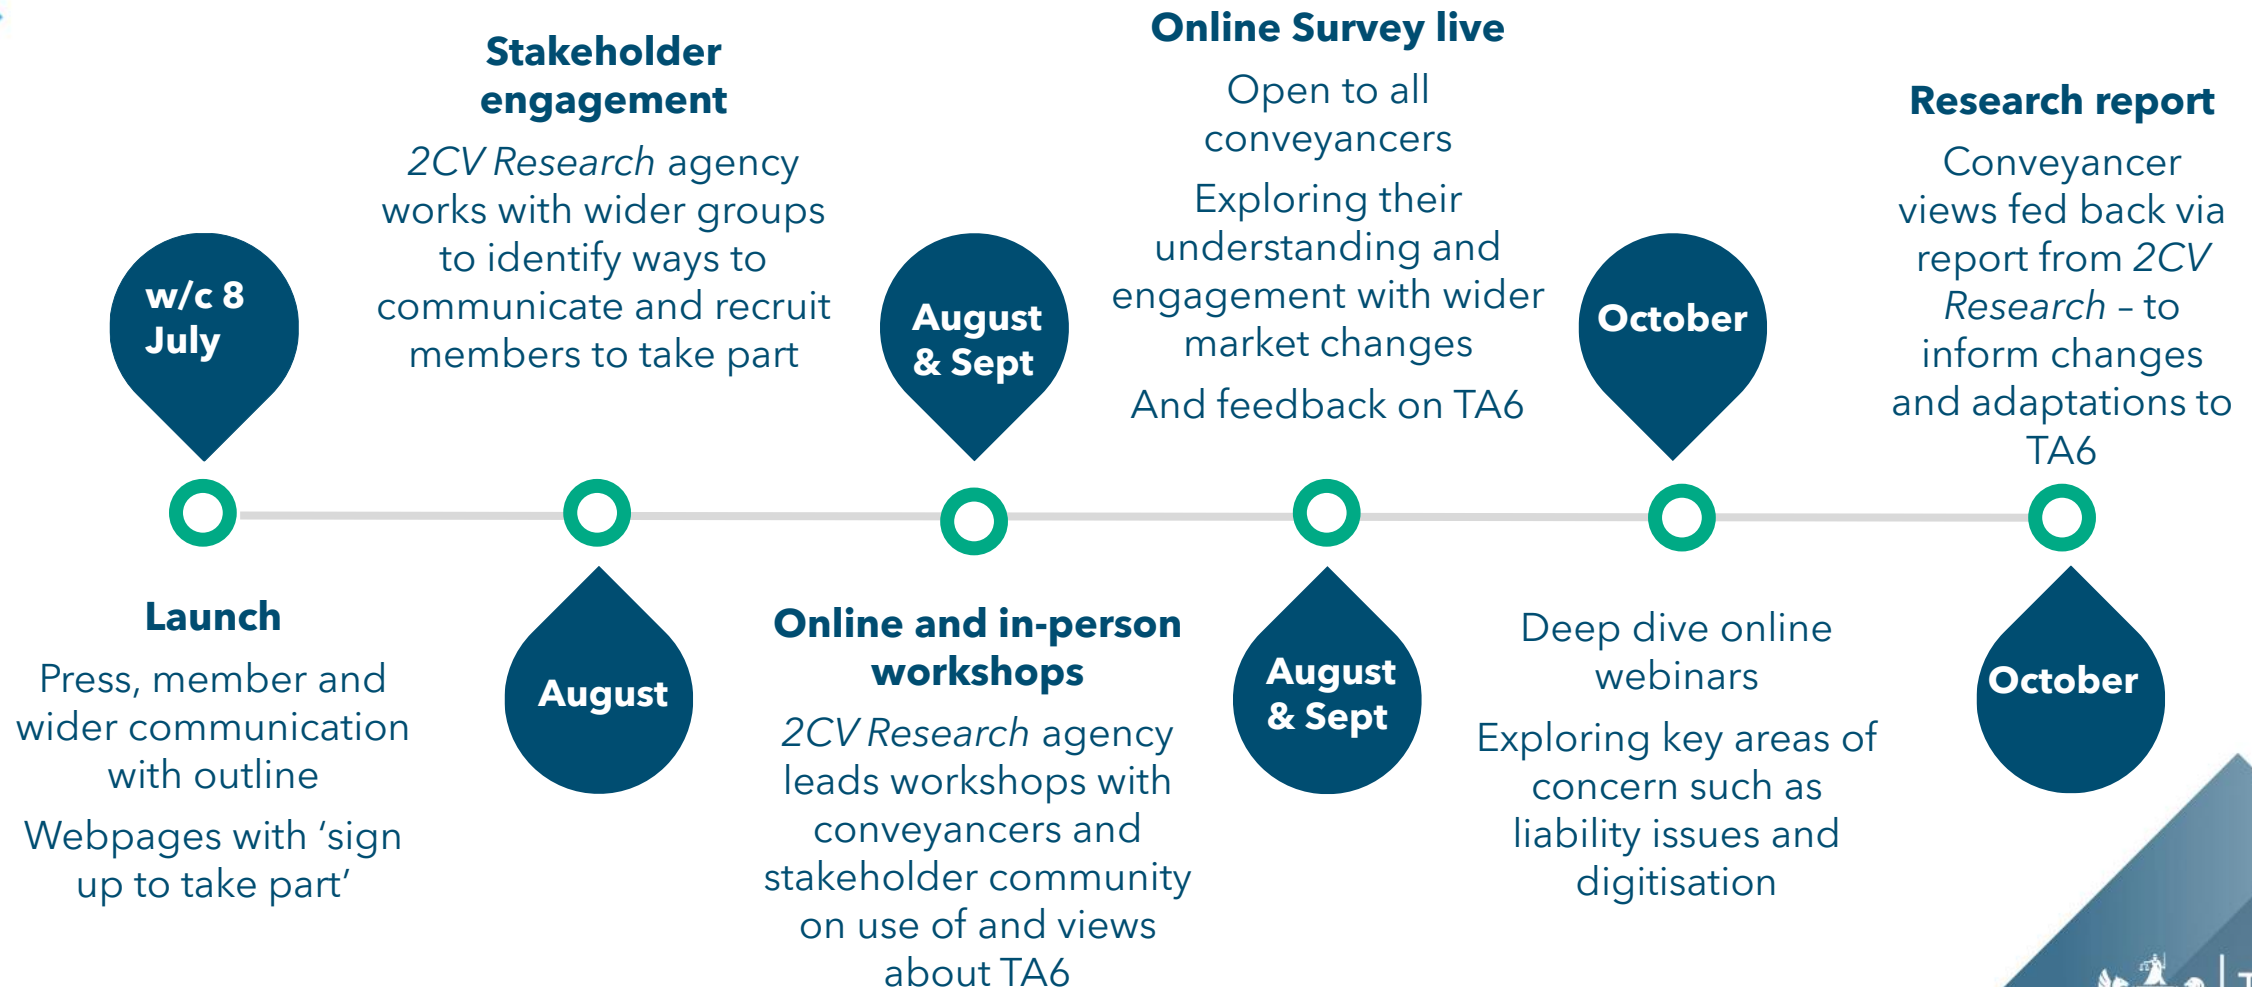 w/c 8
July
Launch
Press, member and
wider communication
with outline
Webpages with ‘sign
up to take part’
Stakeholder
engagement
2CV Research agency
works with wider groups
to identify ways to
communicate and recruit
members to take part
August
August
& Sept
Online and in-person
workshops
2CV Research agency
leads workshops with
conveyancers and
stakeholder community
on use of and views
about TA6
Online Survey live
Open to all
conveyancers
Exploring their
understanding and
engagement with wider
market changes
And feedback on TA6
August
& Sept
October
Deep dive online
webinars
Exploring key areas of
concern such as
liability issues and
digitisation
Research report
Conveyancer
views fed back via
report from 2CV
Research – to
inform changes
and adaptations to
TA6
October